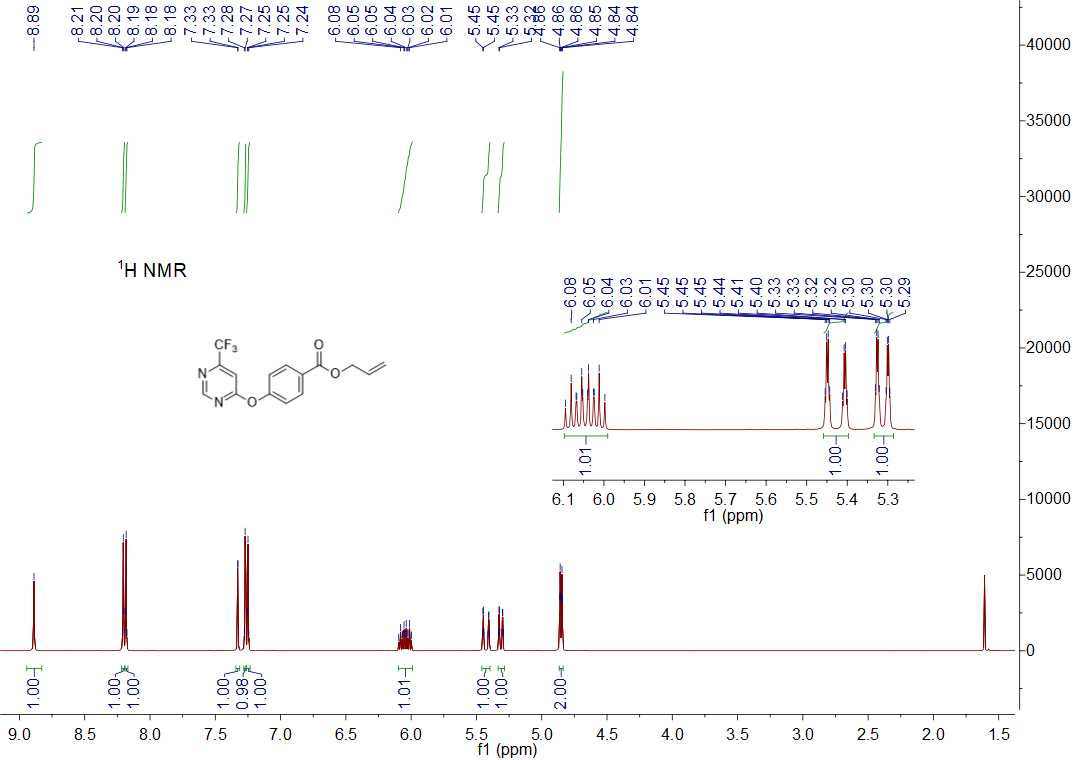 8.89 8.21 8.20 8.20 8.19 8.18 8.18 7.33 7.33 7.28 7.27 7.25 7.25 7.24 6.08 6.05 6.05 6.04 6.03 6.02 6.01 5.45 5.45 5.33 5.32 4.86 4.86 4.86 4.85 4.84 4.84
40000
35000
30000
25000
20000
15000
10000
5000
0
1H NMR
6.08 6.05 6.04 6.03 6.01 5.45 5.45 5.45 5.44 5.41 5.40 5.33 5.33 5.32 5.32 5.30 5.30 5.30 5.29
CF3
N
N
O
O
O
1.01 1.00 1.00
6.1 6.0 5.9 5.8 5.7 5.6 5.5 5.4 5.3
f1 (ppm)
1.00 1.00 1.00 1.00 0.98 1.00 1.01 1.00 1.00 2.00
9.0 8.5 8.0 7.5 7.0 6.5 6.0 5.5 5.0 4.5 4.0 3.5 3.0 2.5 2.0 1.5
f1 (ppm)